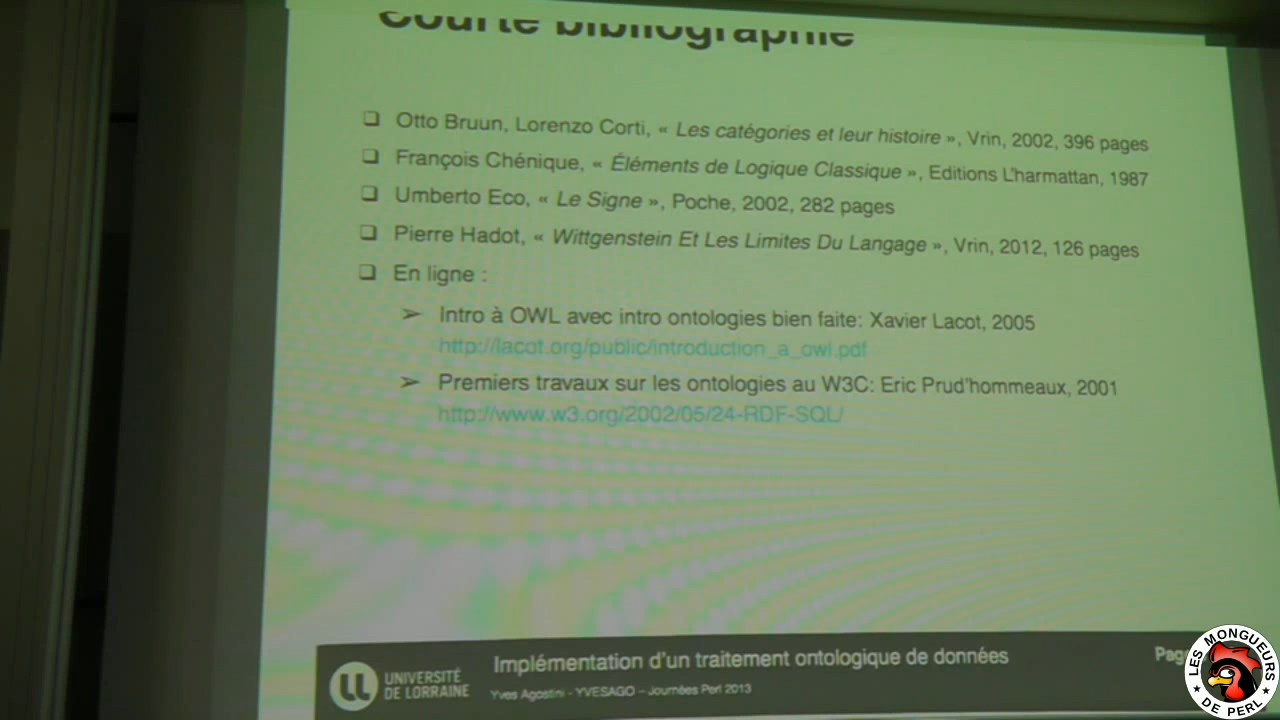 Courte bibliographie
❑ Otto Bruun, Lorenzo Corti, « Les catégories et leur histoire », Vrin, 2002, 396 pages
❑ François Chénique, « Éléments de Logique Classique », Editions L'harmattan, 1987
❑ Umberto Eco, « Le Signe », Poche, 2002, 282 pages
❑ Pierre Hadot, « Wittgenstein Et Les Limites Du Langage », Vrin, 2012, 126 pages
❑ En ligne :
➢ Intro à OWL avec intro ontologies bien faite: Xavier Lacot, 2005
http://lacot.org/public/introduction_a_owl.pdf
➢ Premiers travaux sur les ontologies au W3C: Eric Prud'hommeaux, 2001
http://www.w3.org/2002/05/24-RDF-SQL/
UNIVERSITÉ
DE LORRAINE
Implémentation d'un traitement ontologique de données
Yves Agostini - YVESAGO – Journées Perl 2013
LES MONGUEURS
DE PERL